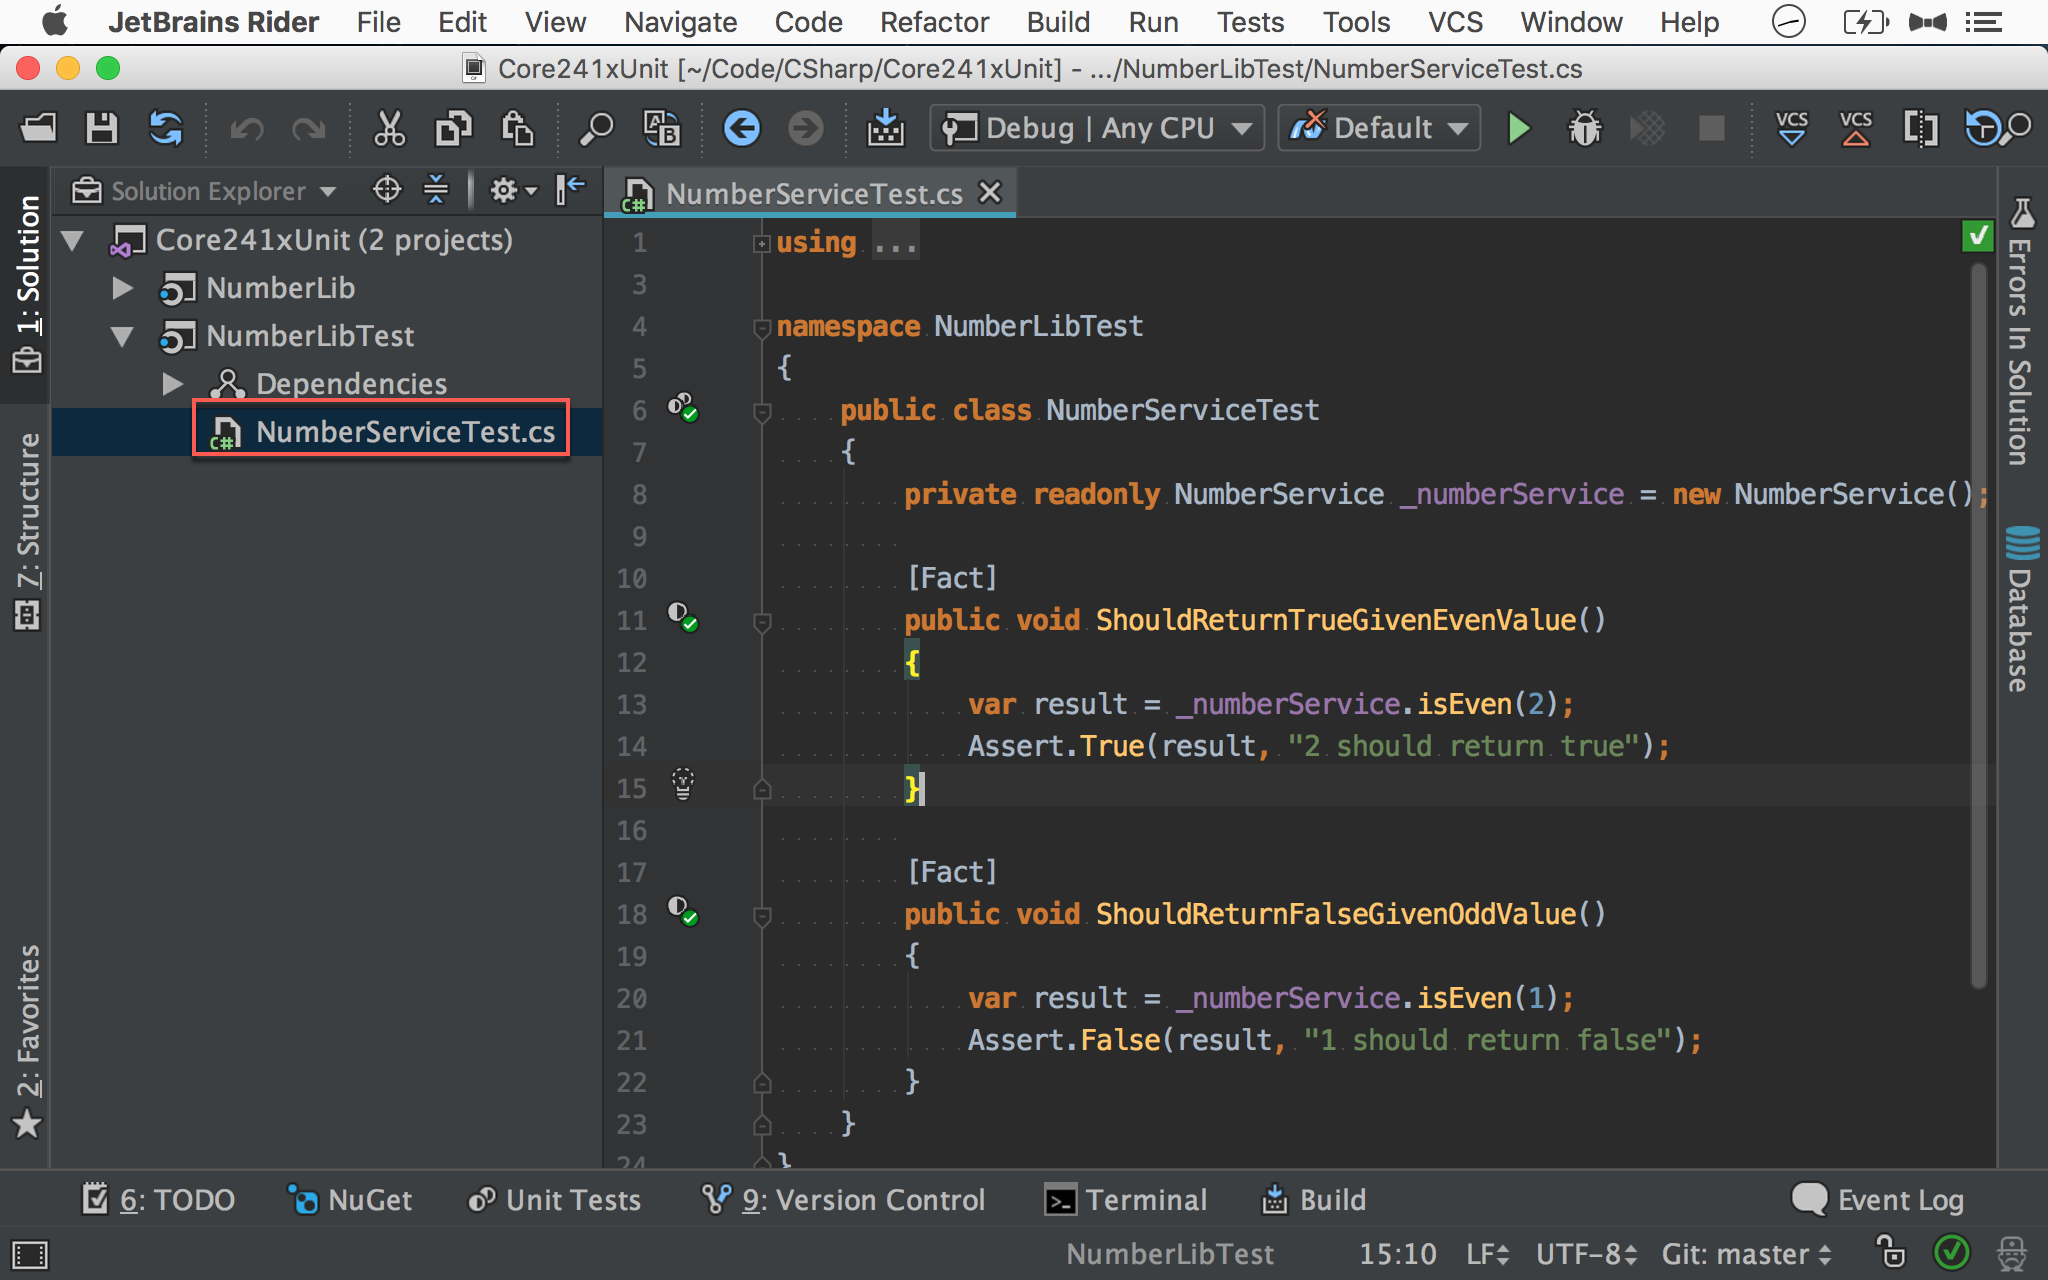 JetBrains Rider File Edit View Navigate Code Refactor Build Run Tests Tools VCS Window Help
Core241xUnit [~/Code/CSharp/Core241xUnit] - .../NumberLibTest/NumberServiceTest.cs
Debug | Any CPU Default VCS VCS
Solution Explorer
NumberServiceTest.cs
1: Solution
7: Structure
2: Favorites
Core241xUnit (2 projects)
NumberLib
NumberLibTest
Dependencies
C# NumberServiceTest.cs
1 using ...
3
4 namespace NumberLibTest
5 {
6 public class NumberServiceTest
7 {
8 private readonly NumberService _numberService = new NumberService();
9
10 [Fact]
11 public void ShouldReturnTrueGivenEvenValue()
12 {
13 var result = _numberService.isEven(2);
14 Assert.True(result, "2 should return true");
15 }
16
17 [Fact]
18 public void ShouldReturnFalseGivenOddValue()
19 {
20 var result = _numberService.isEven(1);
21 Assert.False(result, "1 should return false");
22 }
23 }
24 }
Errors In Solution
Database
6: TODO NuGet Unit Tests 9: Version Control Terminal Build Event Log
NumberLibTest 15:10 LF UTF-8 Git: master